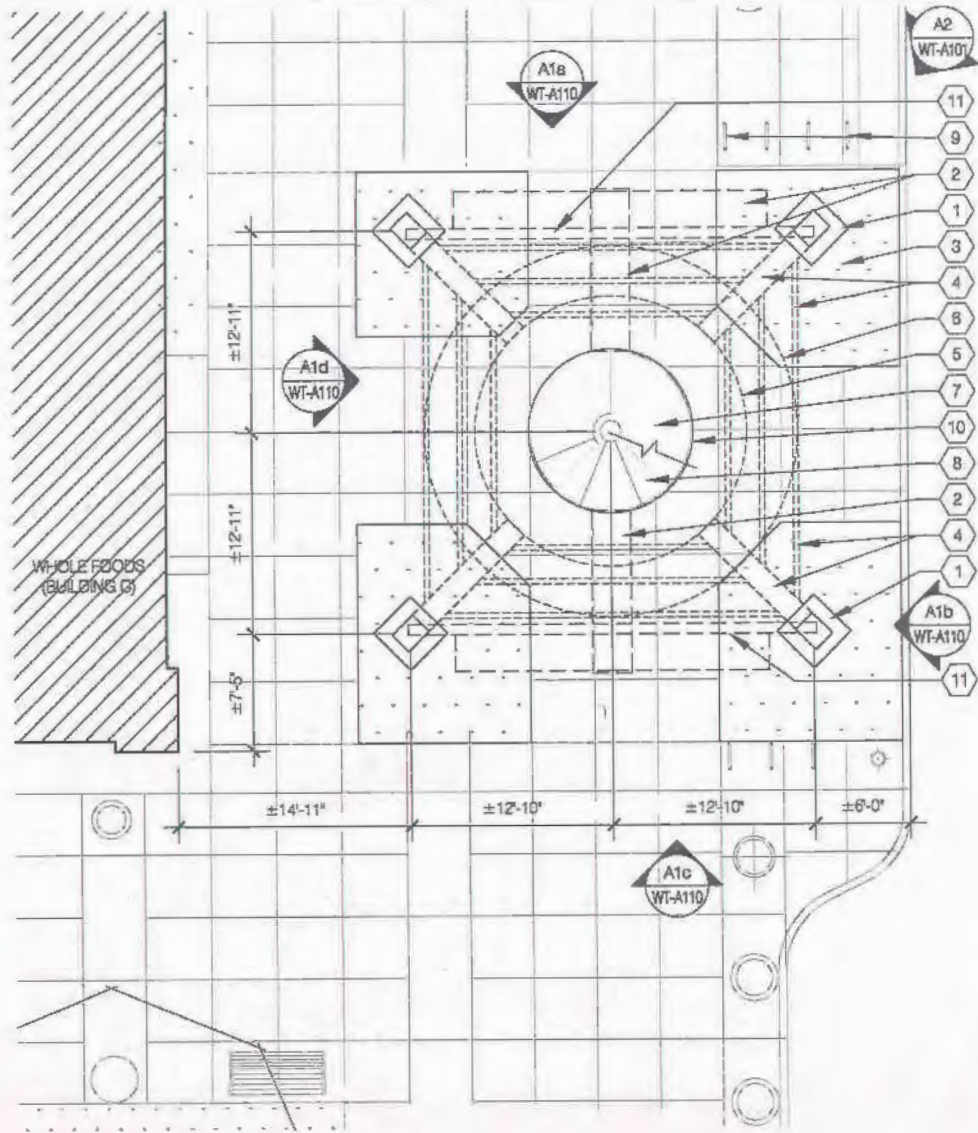 A2
WT-A101
A1a
WT-A110
11
9
2
1
3
4
6
5
7
10
8
2
4
1
11
±12'-11"
A1d
WT-A110
±12'-11"
WHOLE FOODS
(BUILDING G)
A1b
WT-A110
±7'-5"
±14'-11"
±12'-10"
±12'-10"
±6'-0"
A1c
WT-A110